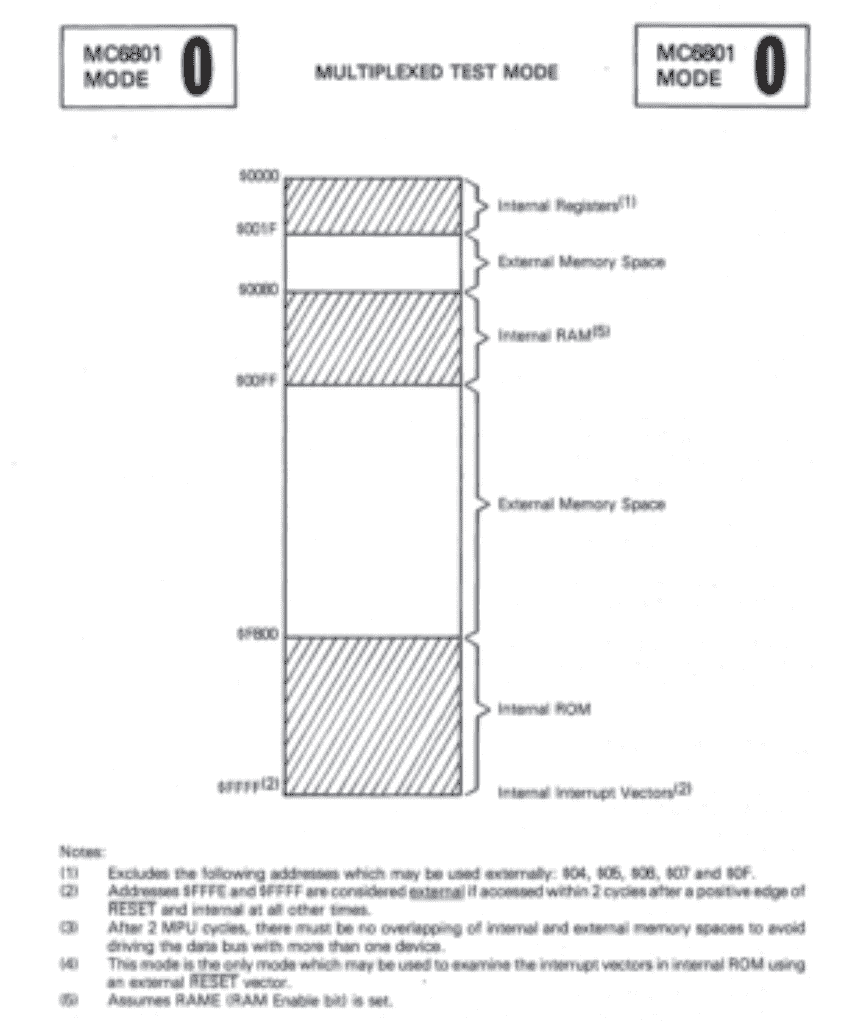 MC6801
MODE 0
MULTIPLEXED TEST MODE
MC6801
MODE 0
$0000
Internal Registers(1)
$001F
External Memory Space
$0080
Internal RAM(5)
$00FF
External Memory Space
$F800
Internal ROM
$FFFF(2)
Internal Interrupt Vectors(2)
Notes:
(1) Excludes the following addresses which may be used externally: $04, $05, $06, $07 and $0F.
(2) Addresses $FFFE and $FFFF are considered external if accessed within 2 cycles after a positive edge of
RESET and internal at all other times.
(3) After 2 MPU cycles, there must be no overlapping of internal and external memory spaces to avoid
driving the data bus with more than one device.
(4) This mode is the only mode which may be used to examine the interrupt vectors in internal ROM using
an external RESET vector.
(5) Assumes RAME (RAM Enable bit) is set.